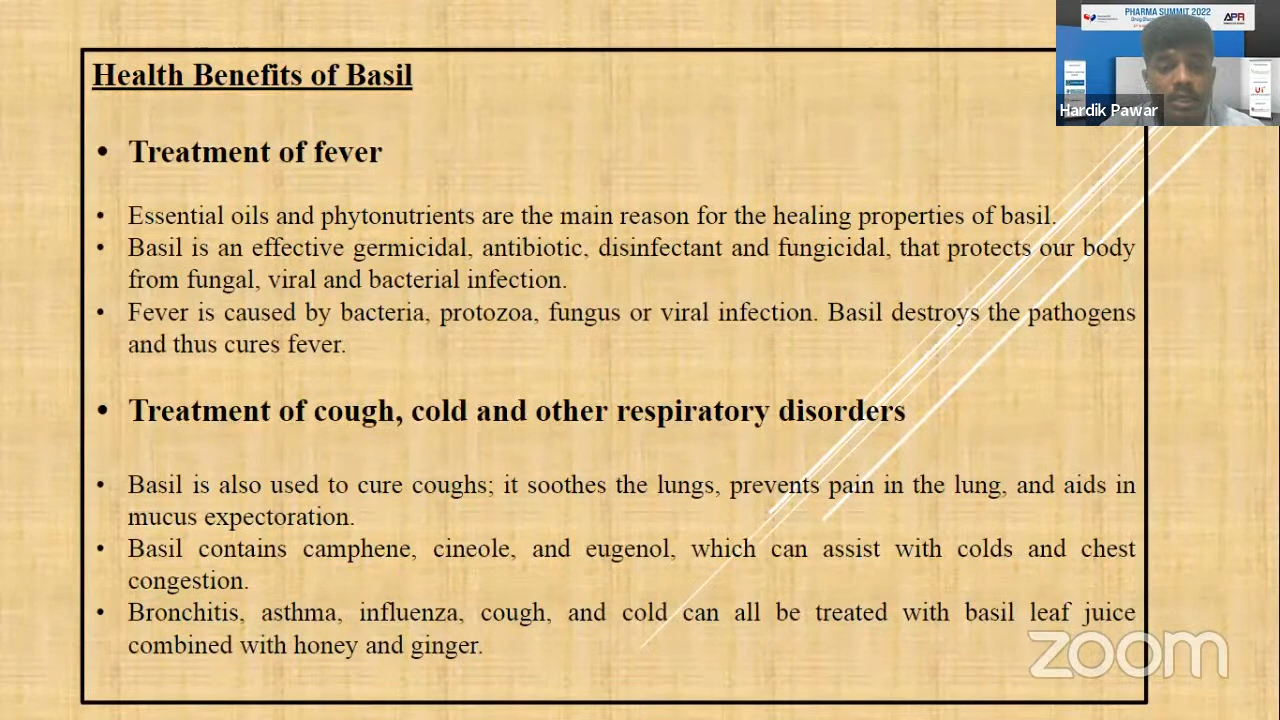 PHARMA SUMMIT 2022
APR
Hardik Pawar
Health Benefits of Basil
• Treatment of fever
• Essential oils and phytonutrients are the main reason for the healing properties of basil.
• Basil is an effective germicidal, antibiotic, disinfectant and fungicidal, that protects our body
from fungal, viral and bacterial infection.
• Fever is caused by bacteria, protozoa, fungus or viral infection. Basil destroys the pathogens
and thus cures fever.
• Treatment of cough, cold and other respiratory disorders
• Basil is also used to cure coughs; it soothes the lungs, prevents pain in the lung, and aids in
mucus expectoration.
• Basil contains camphene, cineole, and eugenol, which can assist with colds and chest
congestion.
• Bronchitis, asthma, influenza, cough, and cold can all be treated with basil leaf juice
combined with honey and ginger.
zoom